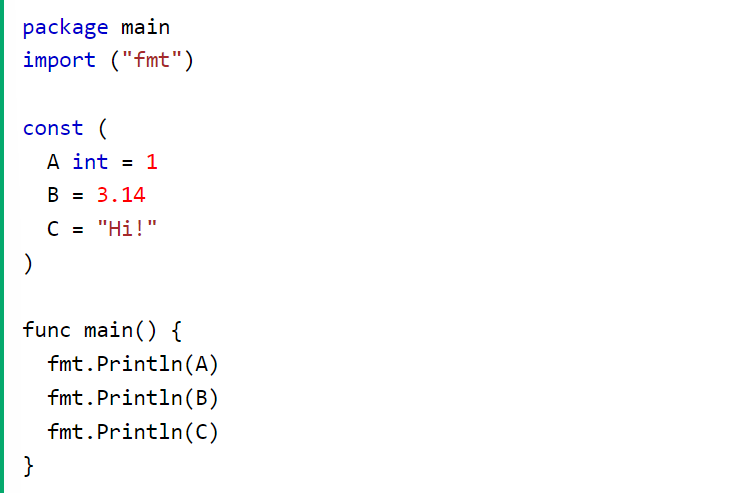 package main
import ("fmt")
const (
  A int = 1
  B = 3.14
  C = "Hi!"
)
func main() {
  fmt.Println(A)
  fmt.Println(B)
  fmt.Println(C)
}